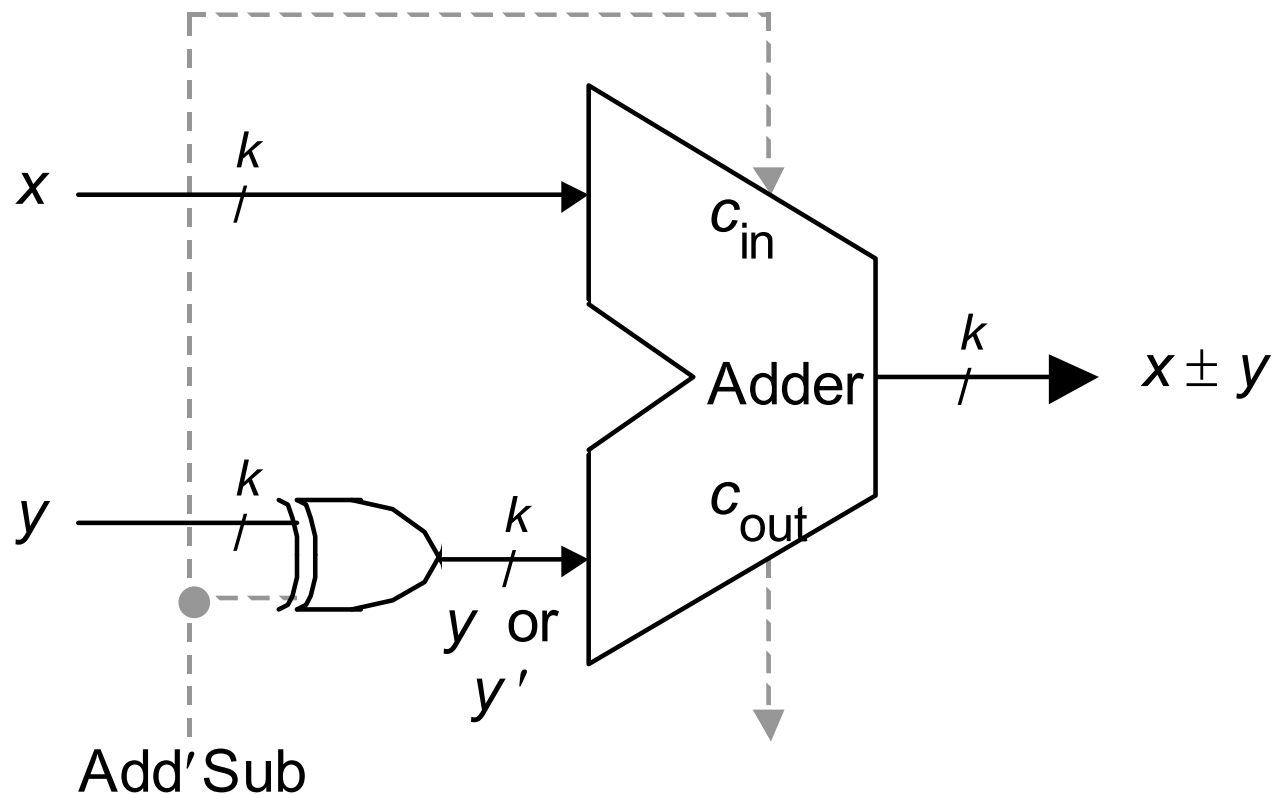 k
x
c in
k
Adder
x ± y
k
y
k
c out
y or
y ′
Add′Sub